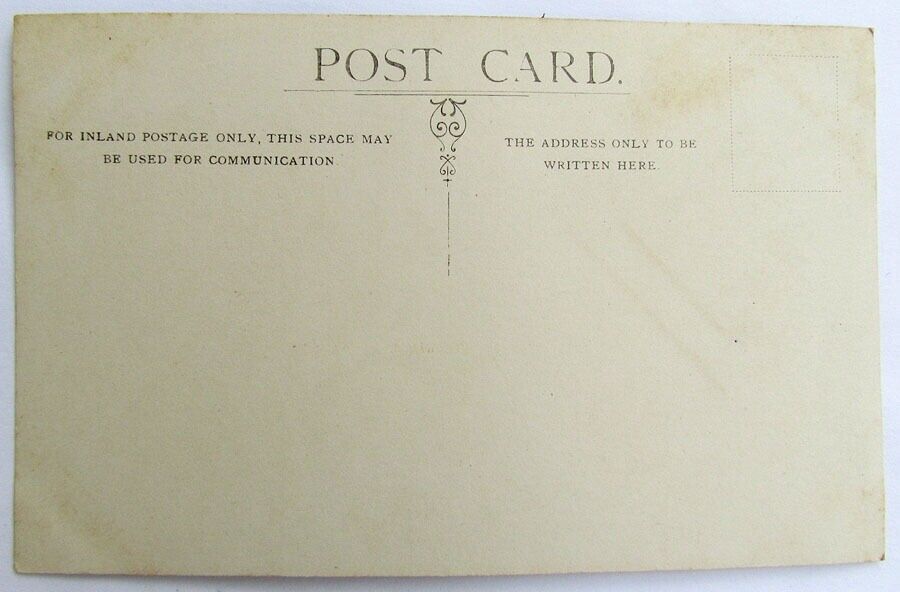 POST CARD.
FOR INLAND POSTAGE ONLY, THIS SPACE MAY
BE USED FOR COMMUNICATION.
THE ADDRESS ONLY TO BE
WRITTEN HERE.